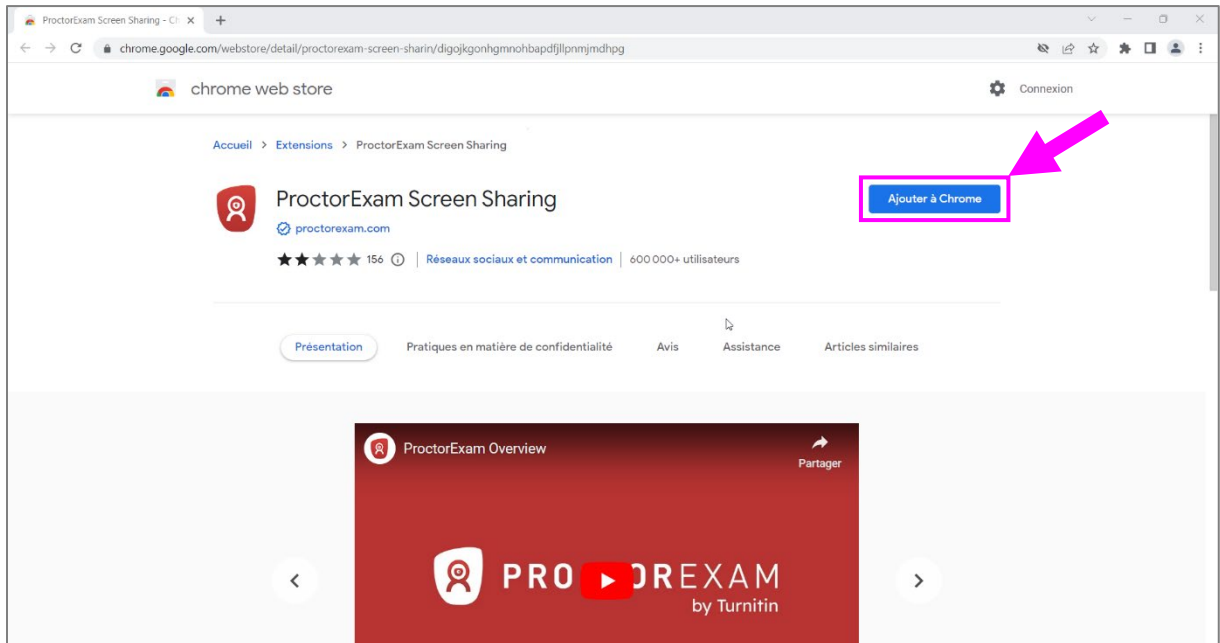 ProctorExam Screen Sharing - Ch
chrome.google.com/webstore/detail/proctorexam-screen-sharin/digojkgonhgmnohbapdfjllpnmjmdhpg
chrome web store
Connexion
Accueil > Extensions > ProctorExam Screen Sharing
ProctorExam Screen Sharing
Ajouter à Chrome
proctorexam.com
156 Réseaux sociaux et communication 600 000+ utilisateurs
Présentation Pratiques en matière de confidentialité Avis Assistance Articles similaires
ProctorExam Overview
Partager
PROCTOREXAM
by Turnitin